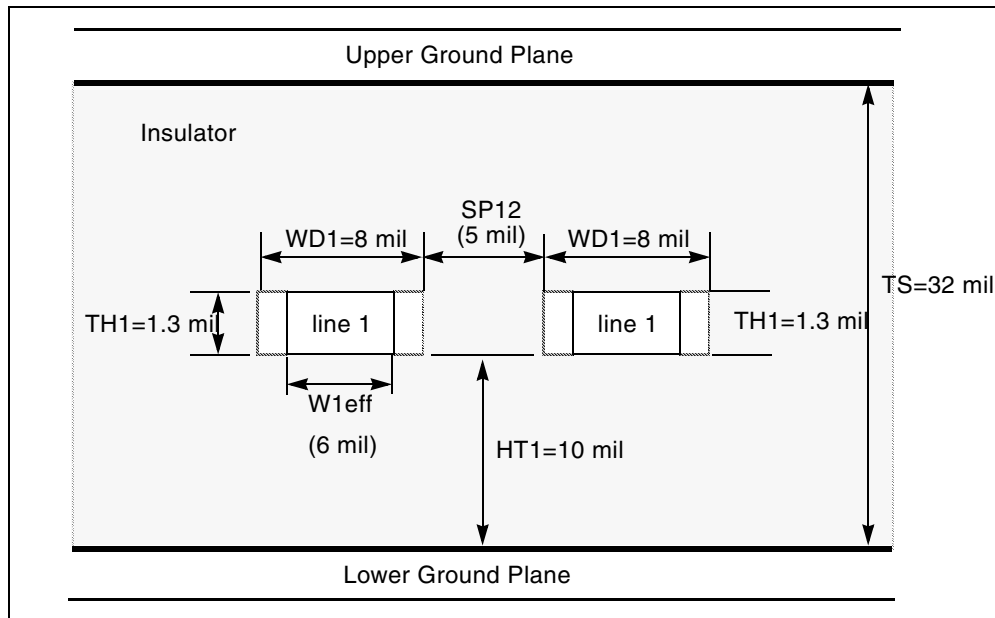 Upper Ground Plane
Insulator
SP12
(5 mil)
WD1=8 mil
WD1=8 mil
TS=32 mil
TH1=1.3 mil
line 1
line 1
TH1=1.3 mil
W1eff
(6 mil)
HT1=10 mil
Lower Ground Plane